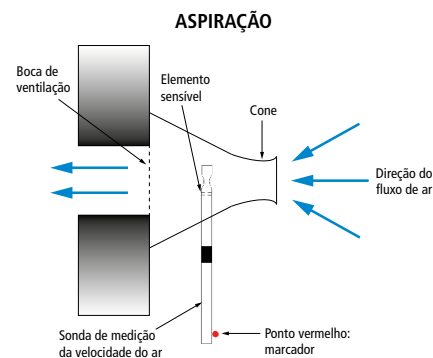 ASPIRAÇÃO
Boca de
ventilação
Elemento
sensível
Cone
Direção do
fluxo de ar
Sonda de medição
da velocidade do ar
Ponto vermelho:
marcador